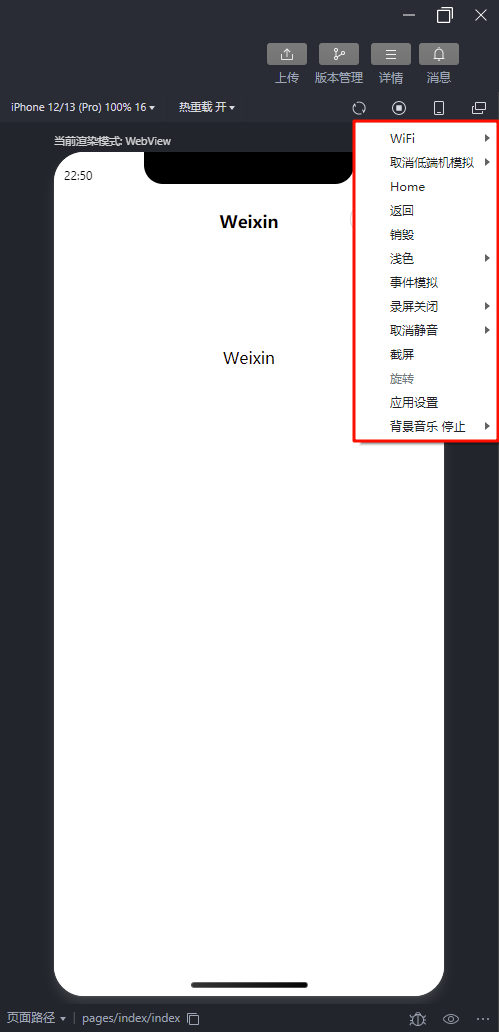 上传 版本管理 详情 消息
iPhone 12/13 (Pro) 100% 16 热重载 开
当前渲染模式: WebView
22:50
Weixin
Weixin
WiFi
取消低端机模拟
Home
返回
销毁
浅色
事件模拟
录屏关闭
取消静音
截屏
旋转
应用设置
背景音乐 停止
页面路径 | pages/index/index